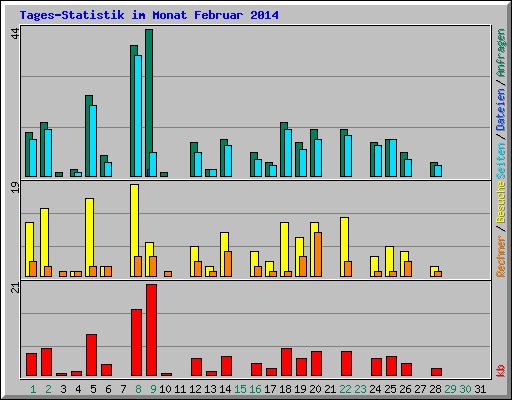 Tages-Statistik im Monat Februar 2014
44
19
21
Rechner / Besuche Seiten / Dateien / Anfragen
kb
1 2 3 4 5 6 7 8 9 10 11 12 13 14 15 16 17 18 19 20 21 22 23 24 25 26 27 28 29 30 31